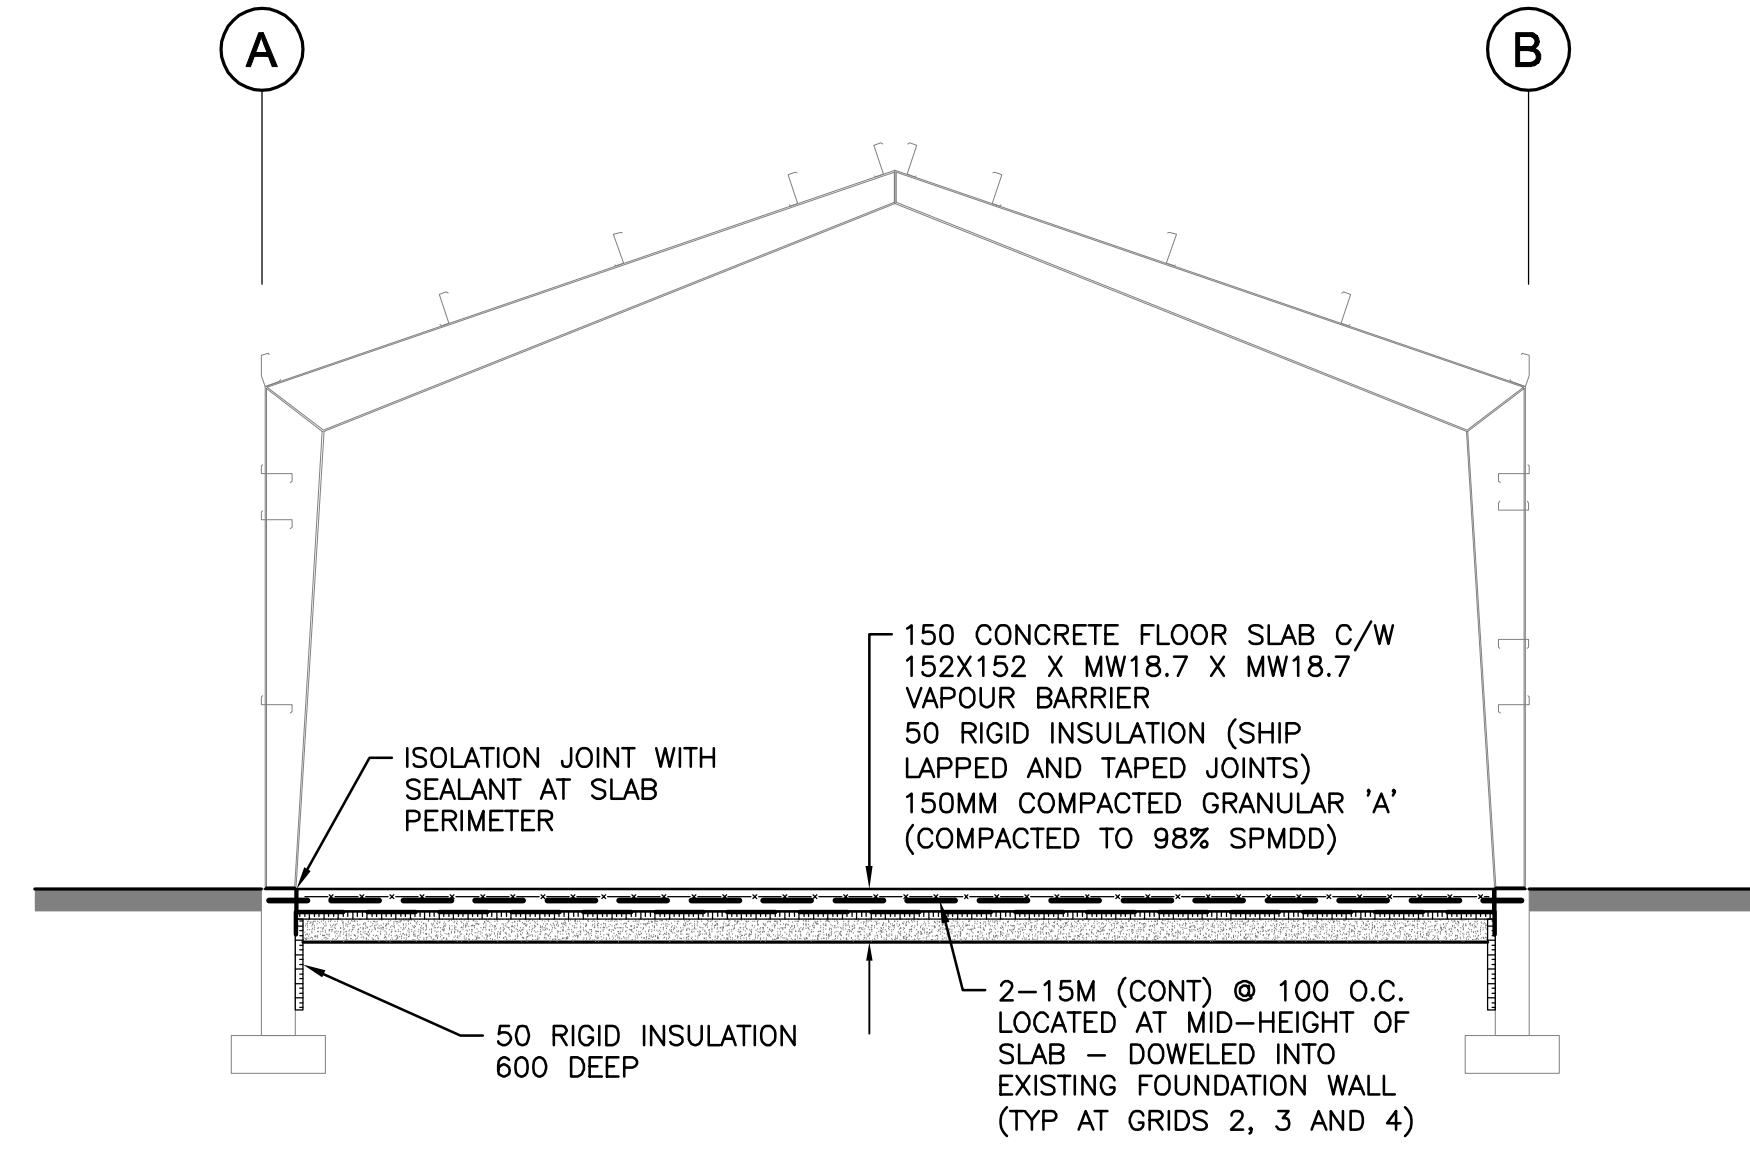 A
B
150 CONCRETE FLOOR SLAB C/W
152X152 X MW18.7 X MW18.7
VAPOUR BARRIER
50 RIGID INSULATION (SHIP
LAPPED AND TAPED JOINTS)
150MM COMPACTED GRANULAR 'A'
(COMPACTED TO 98% SPMDD)
ISOLATION JOINT WITH
SEALANT AT SLAB
PERIMETER
50 RIGID INSULATION
600 DEEP
2-15M (CONT) @ 100 O.C.
LOCATED AT MID-HEIGHT OF
SLAB - DOWELED INTO
EXISTING FOUNDATION WALL
(TYP AT GRIDS 2, 3 AND 4)